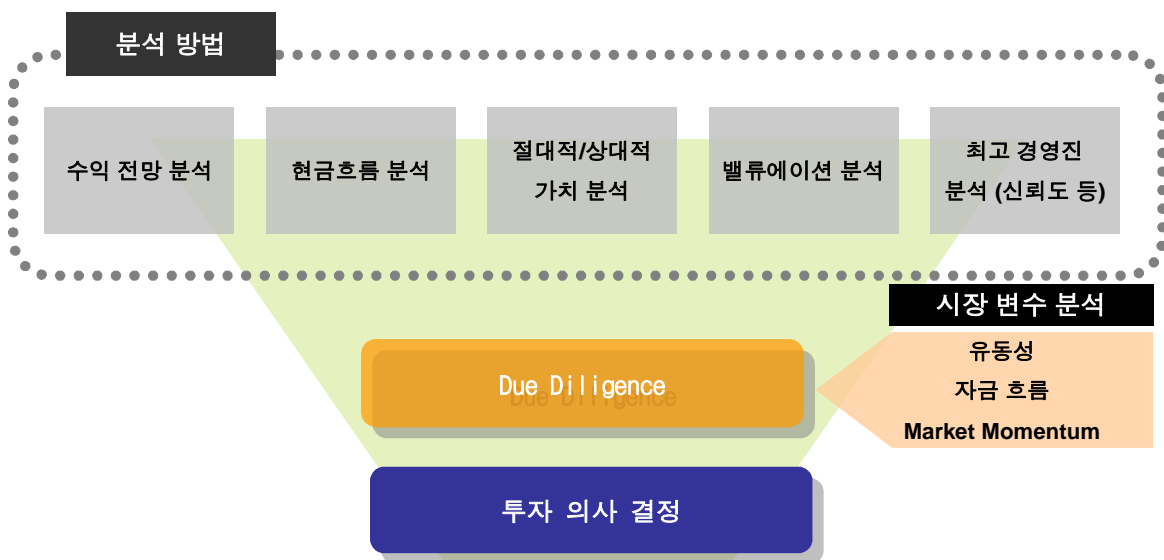 분석 방법
수익 전망 분석
현금흐름 분석
절대적/상대적
가치 분석
밸류에이션 분석
최고 경영진
분석 (신뢰도 등)
시장 변수 분석
유동성
자금 흐름
Market Momentum
Due Diligence
투자 의사 결정